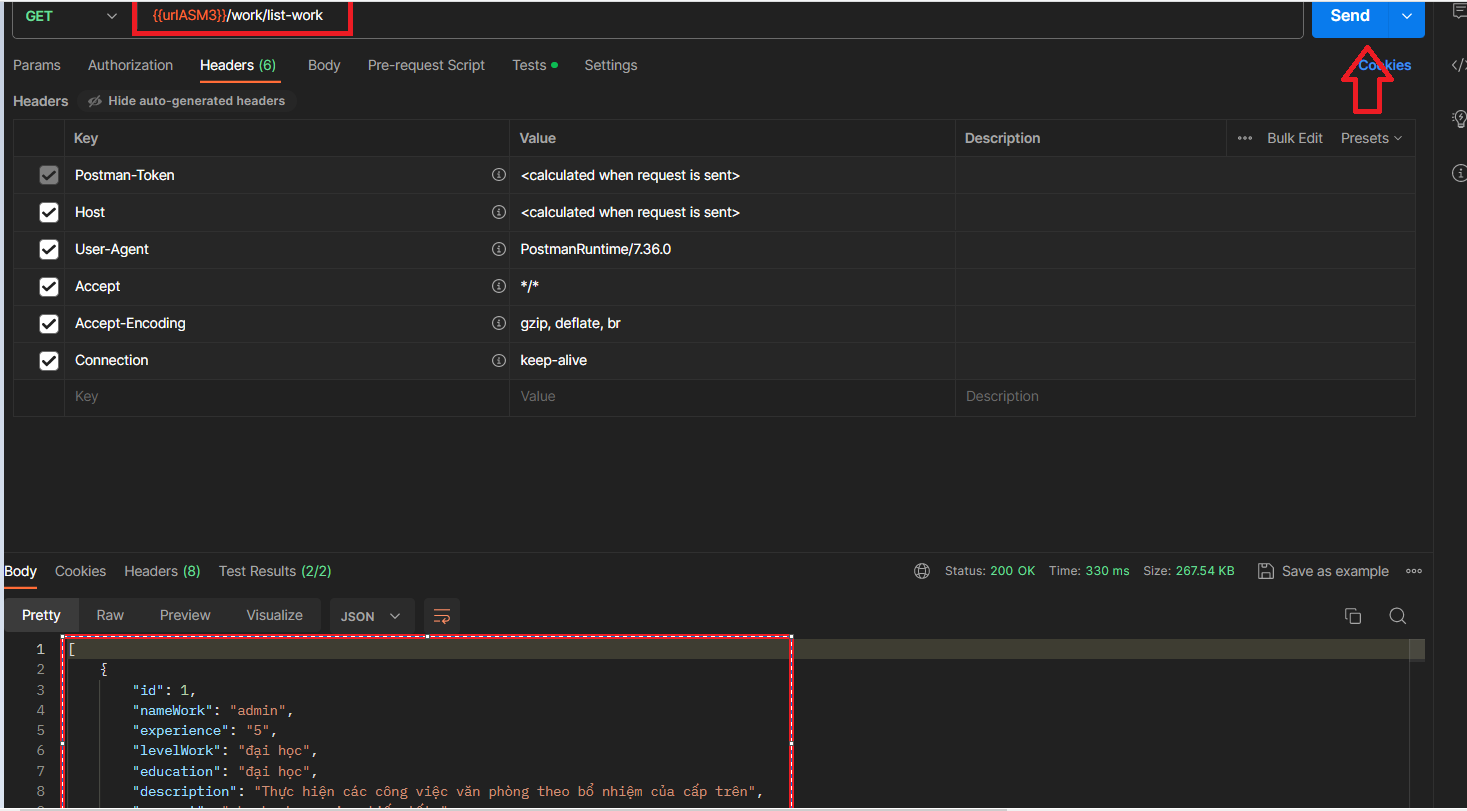 GET {{urlASM3}}/work/list-work Send
Params Authorization Headers (6) Body Pre-request Script Tests Settings Cookies
Headers Hide auto-generated headers
Key Value Description Bulk Edit Presets
Postman-Token <calculated when request is sent>
Host <calculated when request is sent>
User-Agent PostmanRuntime/7.36.0
Accept */*
Accept-Encoding gzip, deflate, br
Connection keep-alive
Key Value Description
Body Cookies Headers (8) Test Results (2/2) Status: 200 OK Time: 330 ms Size: 267.54 KB Save as example
Pretty Raw Preview Visualize JSON
1 [
2 {
3 "id": 1,
4 "nameWork": "admin",
5 "experience": "5",
6 "levelWork": "đại học",
7 "education": "đại học",
8 "description": "Thực hiện các công việc văn phòng theo bổ nhiệm của cấp trên",